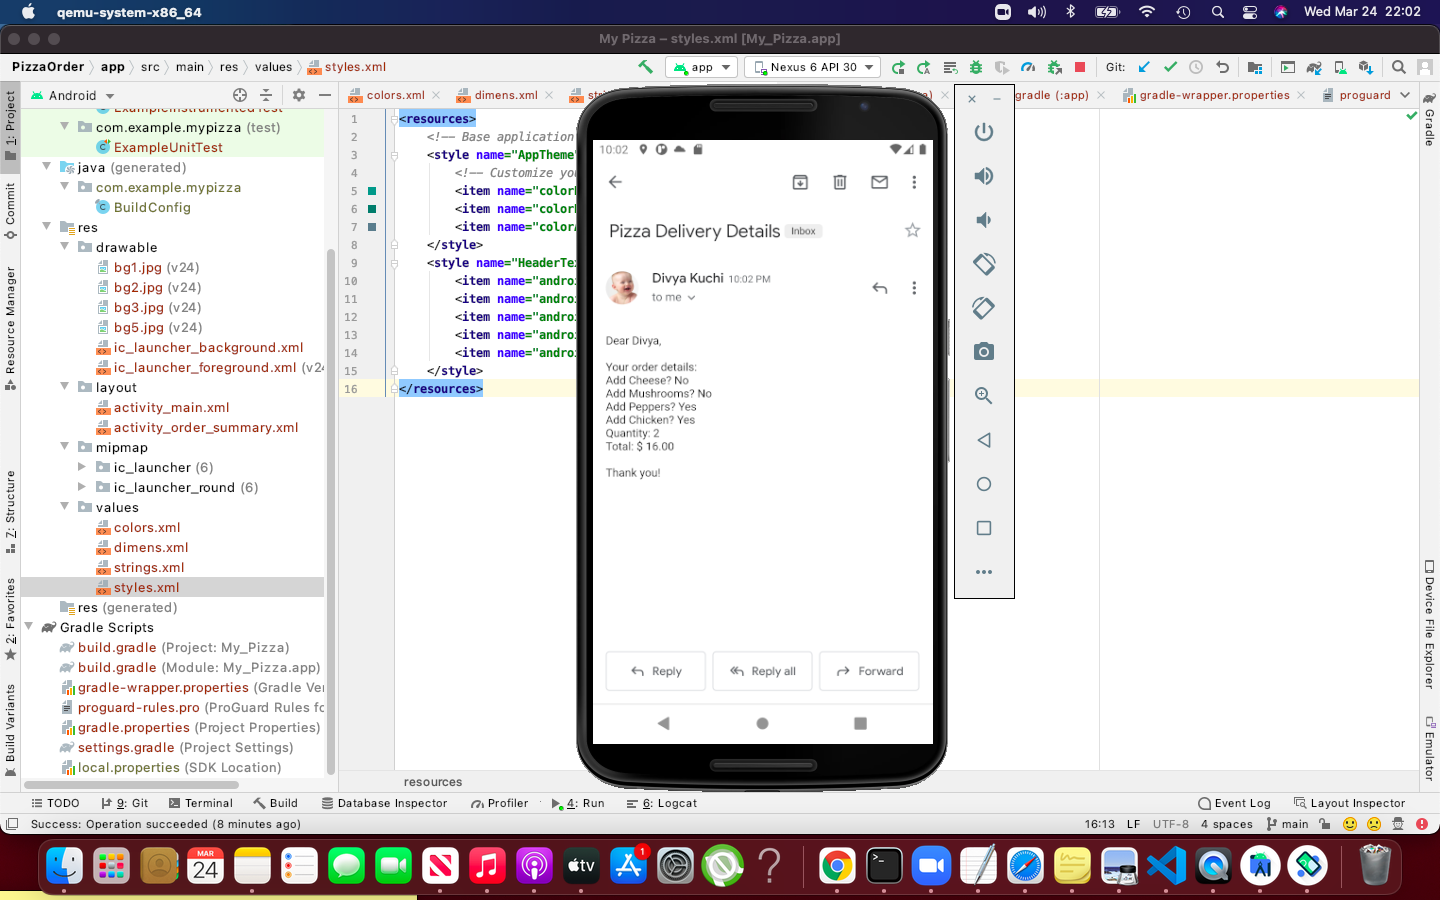 qemu-system-x86_64
Wed Mar 24 22:02
My Pizza – styles.xml [My_Pizza.app]
PizzaOrder app src main res values styles.xml
app
Nexus 6 API 30
Git:
Android
colors.xml
dimens.xml
gradle (:app)
gradle-wrapper.properties
proguard
1: Project
Commit
Resource Manager
Z: Structure
2: Favorites
Build Variants
com.example.mypizza (test)
ExampleUnitTest
java (generated)
com.example.mypizza
BuildConfig
res
drawable
bg1.jpg (v24)
bg2.jpg (v24)
bg3.jpg (v24)
bg5.jpg (v24)
ic_launcher_background.xml
ic_launcher_foreground.xml (v24
layout
activity_main.xml
activity_order_summary.xml
mipmap
ic_launcher (6)
ic_launcher_round (6)
values
colors.xml
dimens.xml
strings.xml
styles.xml
res (generated)
Gradle Scripts
build.gradle (Project: My_Pizza)
build.gradle (Module: My_Pizza.app)
gradle-wrapper.properties (Gradle Ver
proguard-rules.pro (ProGuard Rules fo
gradle.properties (Project Properties)
settings.gradle (Project Settings)
local.properties (SDK Location)
1 <resources>
2 <!-- Base application
3 <style name="AppTheme"
4 <!-- Customize you
5 <item name="color
6 <item name="color
7 <item name="colorA
8 </style>
9 <style name="HeaderTex
10 <item name="androi
11 <item name="androi
12 <item name="androi
13 <item name="androi
14 <item name="androi
15 </style>
16 </resources>
resources
10:02
Pizza Delivery Details Inbox
Divya Kuchi 10:02 PM
to me
Dear Divya,
Your order details:
Add Cheese? No
Add Mushrooms? No
Add Peppers? Yes
Add Chicken? Yes
Quantity: 2
Total: $ 16.00
Thank you!
Reply
Reply all
Forward
Gradle
Device File Explorer
Emulator
TODO
9: Git
Terminal
Build
Database Inspector
Profiler
4: Run
6: Logcat
Event Log
Layout Inspector
Success: Operation succeeded (8 minutes ago)
16:13 LF UTF-8 4 spaces main
MAR
24
tv
1